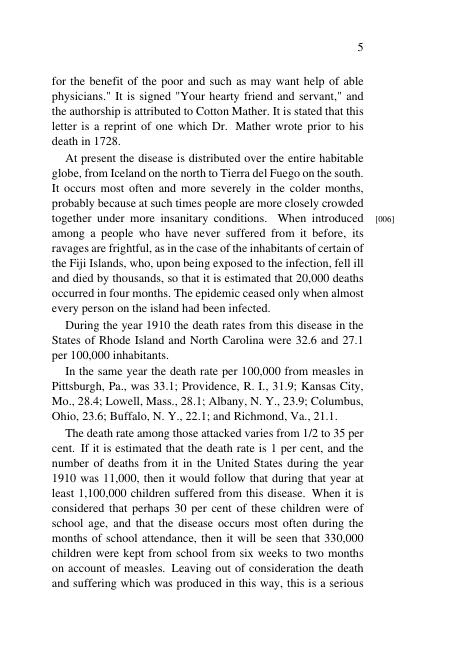 5
for the benefit of the poor and such as may want help of able
physicians." It is signed "Your hearty friend and servant," and
the authorship is attributed to Cotton Mather. It is stated that this
letter is a reprint of one which Dr. Mather wrote prior to his
death in 1728.
At present the disease is distributed over the entire habitable
globe, from Iceland on the north to Tierra del Fuego on the south.
It occurs most often and more severely in the colder months,
probably because at such times people are more closely crowded
together under more insanitary conditions. When introduced [006]
among a people who have never suffered from it before, its
ravages are frightful, as in the case of the inhabitants of certain of
the Fiji Islands, who, upon being exposed to the infection, fell ill
and died by thousands, so that it is estimated that 20,000 deaths
occurred in four months. The epidemic ceased only when almost
every person on the island had been infected.
During the year 1910 the death rates from this disease in the
States of Rhode Island and North Carolina were 32.6 and 27.1
per 100,000 inhabitants.
In the same year the death rate per 100,000 from measles in
Pittsburgh, Pa., was 33.1; Providence, R. I., 31.9; Kansas City,
Mo., 28.4; Lowell, Mass., 28.1; Albany, N. Y., 23.9; Columbus,
Ohio, 23.6; Buffalo, N. Y., 22.1; and Richmond, Va., 21.1.
The death rate among those attacked varies from 1/2 to 35 per
cent. If it is estimated that the death rate is 1 per cent, and the
number of deaths from it in the United States during the year
1910 was 11,000, then it would follow that during that year at
least 1,100,000 children suffered from this disease. When it is
considered that perhaps 30 per cent of these children were of
school age, and that the disease occurs most often during the
months of school attendance, then it will be seen that 330,000
children were kept from school from six weeks to two months
on account of measles. Leaving out of consideration the death
and suffering which was produced in this way, this is a serious